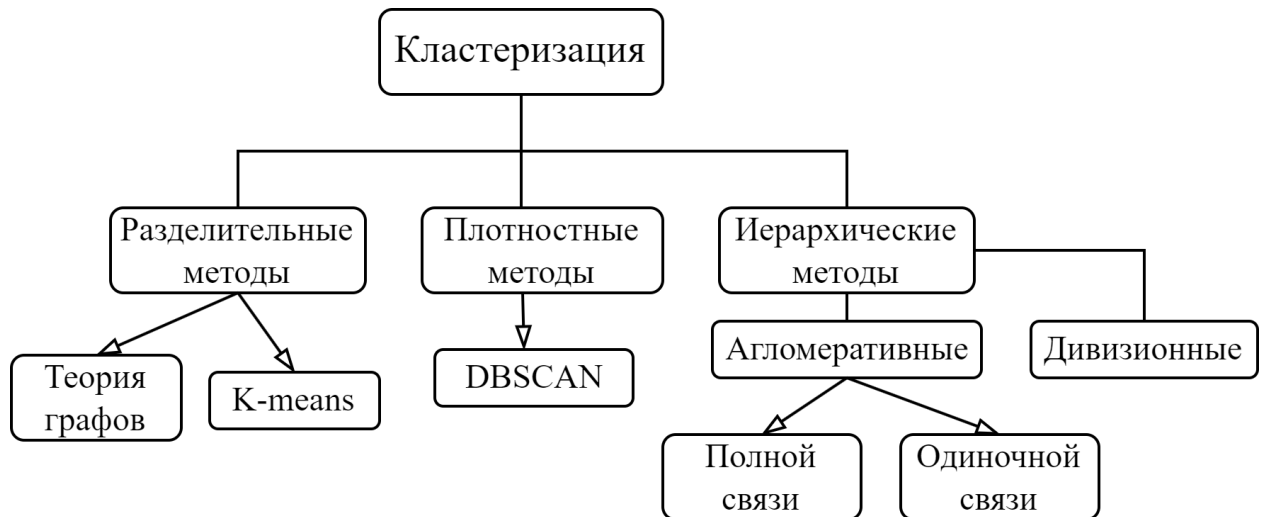 Кластеризация
Разделительные
методы
Плотностные
методы
Иерархические
методы
Теория
графов
K-means
DBSCAN
Агломеративные
Дивизионные
Полной
связи
Одиночной
связи